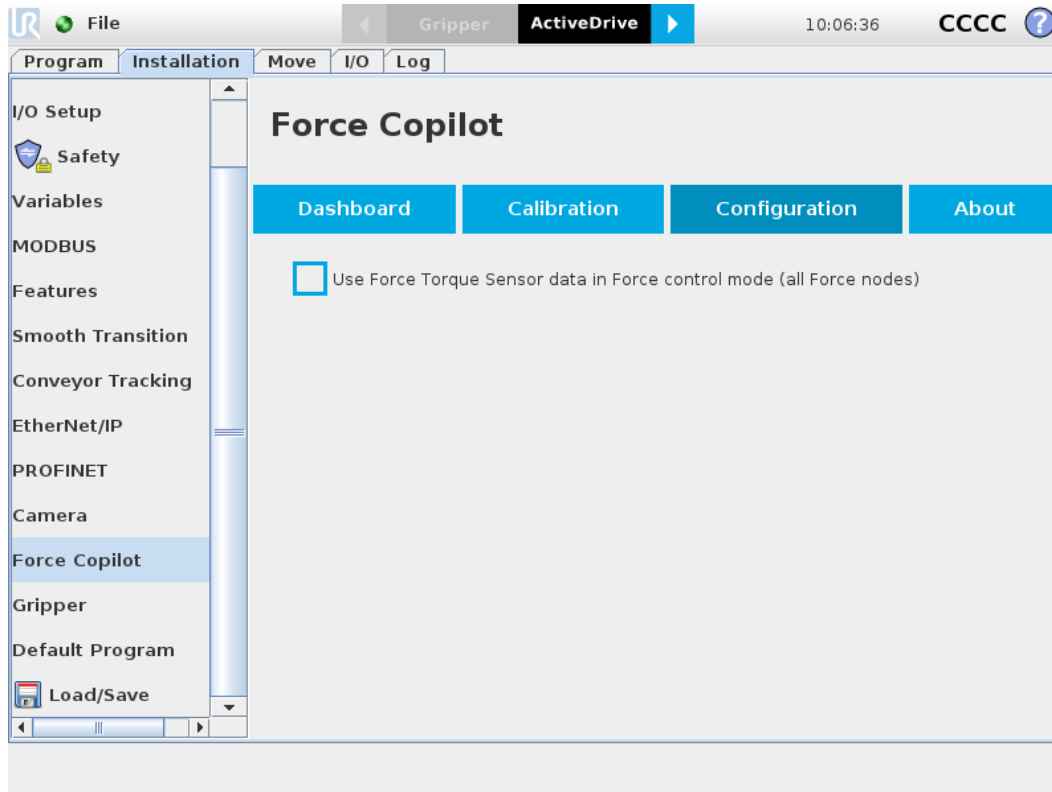 UR File Gripper ActiveDrive 10:06:36 CCCC ?
Program Installation Move I/O Log
I/O Setup
Safety
Variables
MODBUS
Features
Smooth Transition
Conveyor Tracking
EtherNet/IP
PROFINET
Camera
Force Copilot
Gripper
Default Program
Load/Save
Force Copilot
Dashboard Calibration Configuration About
Use Force Torque Sensor data in Force control mode (all Force nodes)